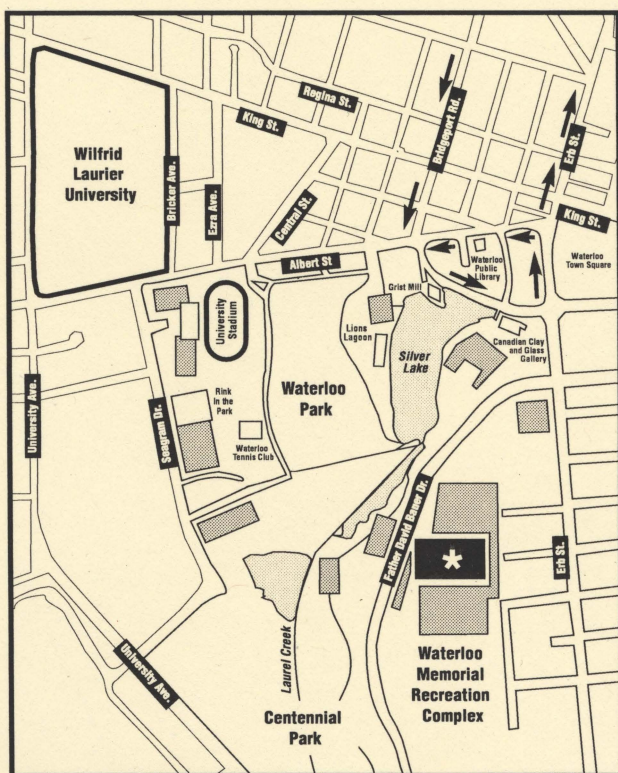 Regina St.
King St.
Bridgeport Rd.
Erb St.
Wilfrid
Laurier
University
Bricker Ave.
Ezra Ave.
Central St.
King St.
Albert St
Waterloo
Public
Library
Waterloo
Town Square
Grist Mill
University
Stadium
Lions
Lagoon
Silver
Lake
Canadian Clay
and Glass
Gallery
University Ave.
Seagram Dr.
Rink
In the
Park
Waterloo
Park
Waterloo
Tennis Club
Father David Bauer Dr.
Erb St.
*
Laurel Creek
University Ave.
Waterloo
Memorial
Recreation
Complex
Centennial
Park